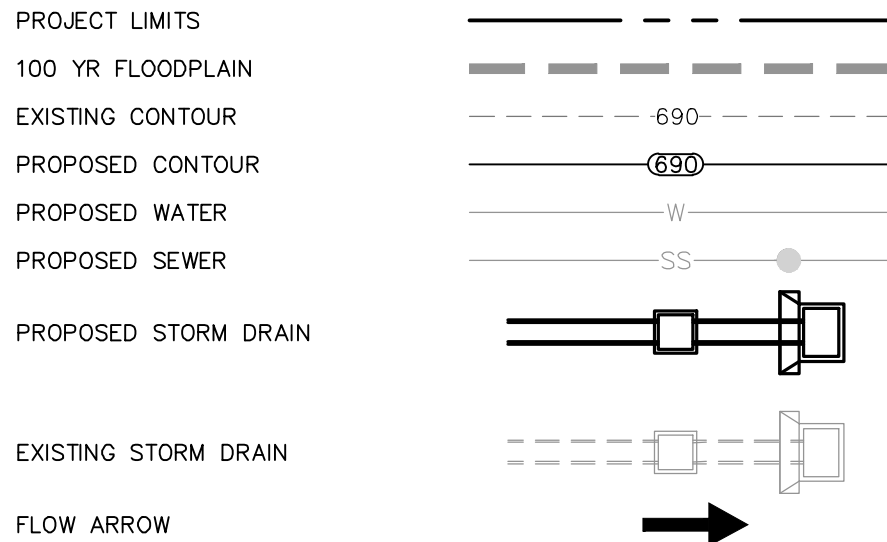 PROJECT LIMITS
100 YR FLOODPLAIN
EXISTING CONTOUR 690
PROPOSED CONTOUR 690
PROPOSED WATER W
PROPOSED SEWER SS
PROPOSED STORM DRAIN
EXISTING STORM DRAIN
FLOW ARROW